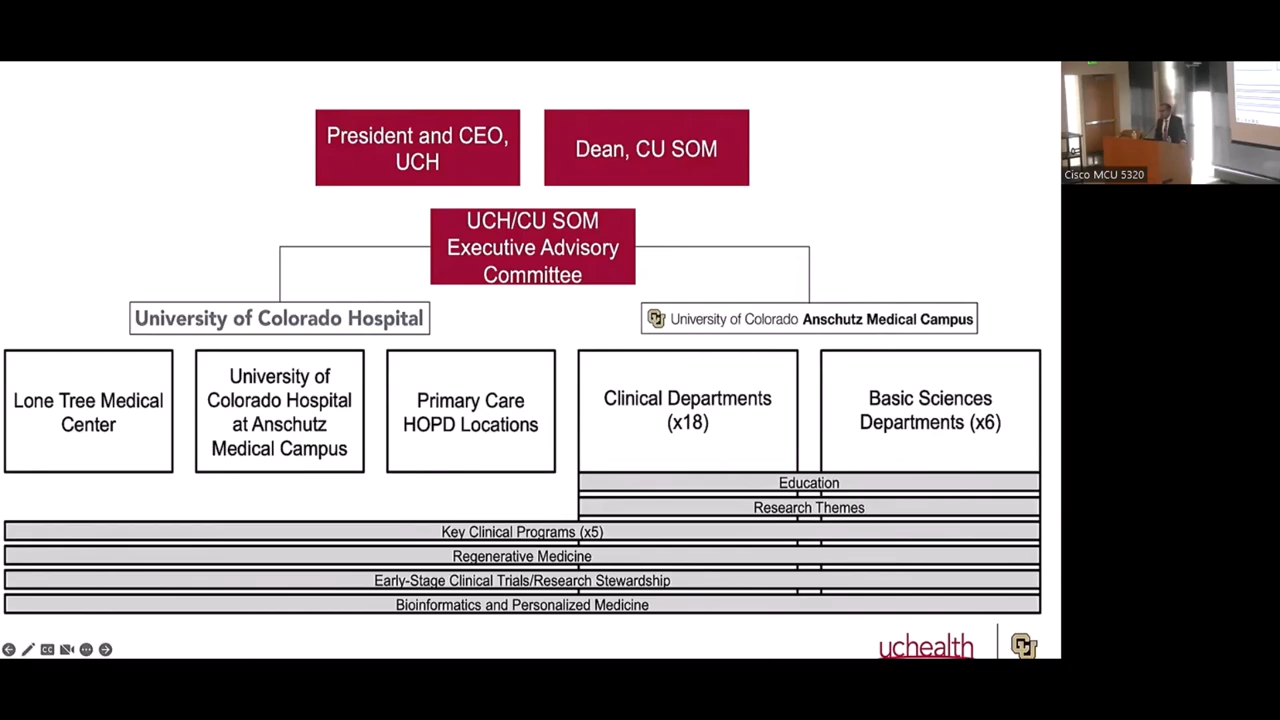 President and CEO,
UCH
Dean, CU SOM
UCH/CU SOM
Executive Advisory
Committee
University of Colorado Hospital
University of Colorado Anschutz Medical Campus
Lone Tree Medical
Center
University of
Colorado Hospital
at Anschutz
Medical Campus
Primary Care
HOPD Locations
Clinical Departments
(x18)
Basic Sciences
Departments (x6)
Education
Research Themes
Key Clinical Programs (x5)
Regenerative Medicine
Early-Stage Clinical Trials/Research Stewardship
Bioinformatics and Personalized Medicine
uchealth
CU
CC
Cisco MCU 5320